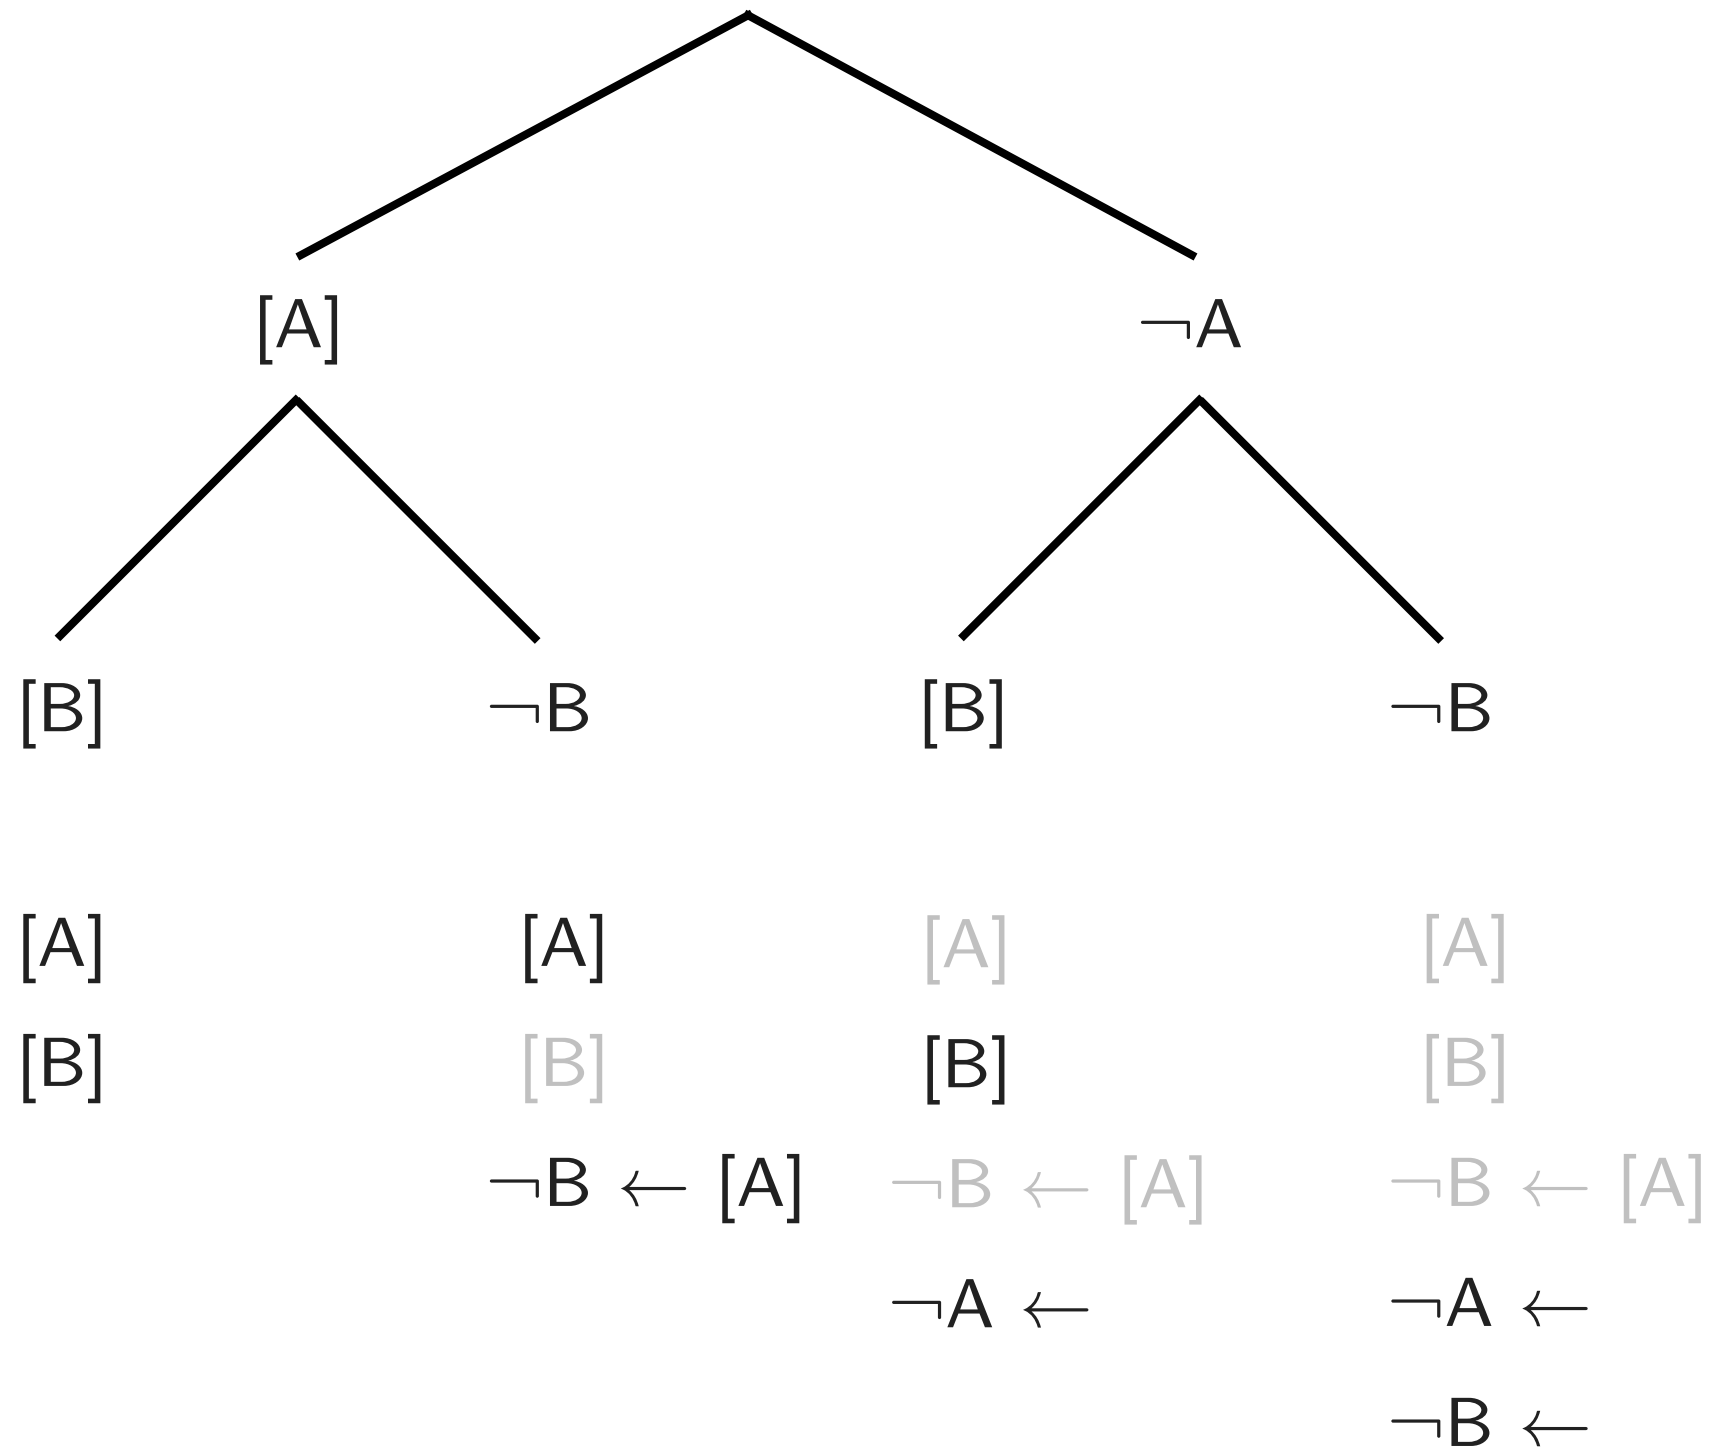 [A] ¬A
[B] ¬B [B] ¬B
[A] [A] [A] [A]
[B] [B] [B] [B]
¬B ← [A] ¬B ← [A] ¬B ← [A]
¬A ← ¬A ←
¬B ←